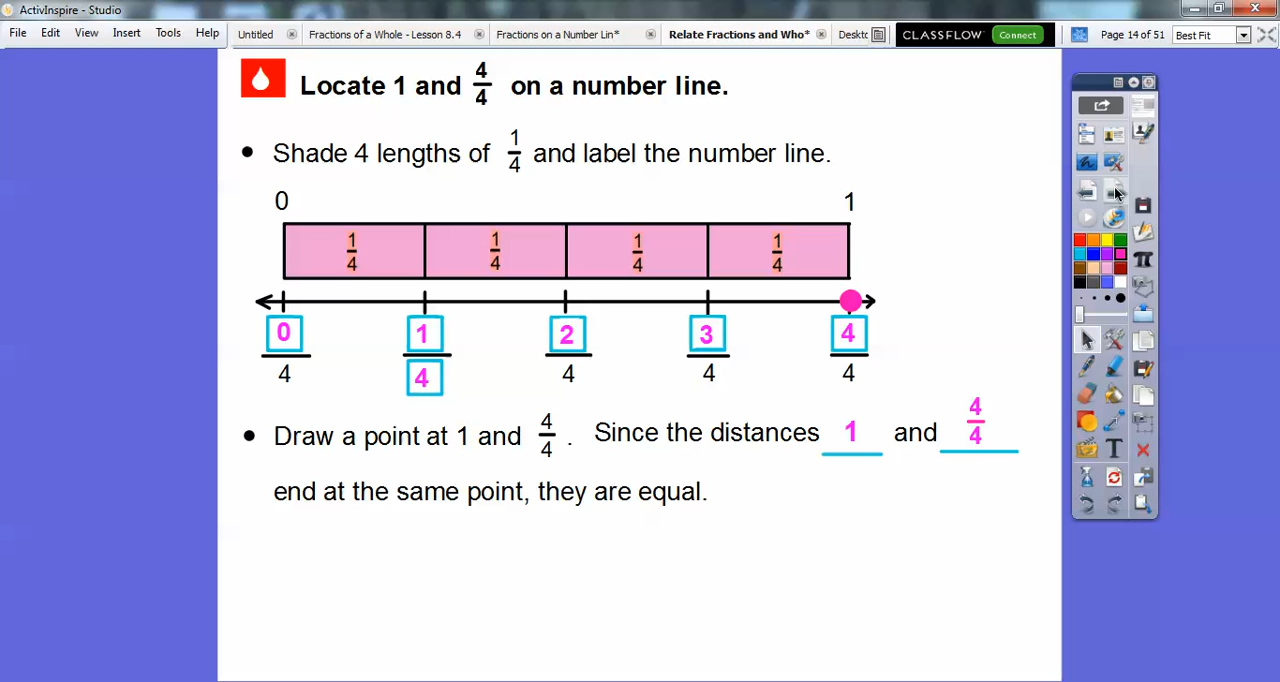 ActivInspire - Studio
File Edit View Insert Tools Help
Untitled Fractions of a Whole - Lesson 8.4 Fractions on a Number Lin* Relate Fractions and Who* Deskto CLASSFLOW Connect Page 14 of 51 Best Fit
Locate 1 and 4/4 on a number line.
• Shade 4 lengths of 1/4 and label the number line.
0 1
1/4 1/4 1/4 1/4
0/4 1/4 2/4 3/4 4/4
• Draw a point at 1 and 4/4 . Since the distances 1 and 4/4
end at the same point, they are equal.